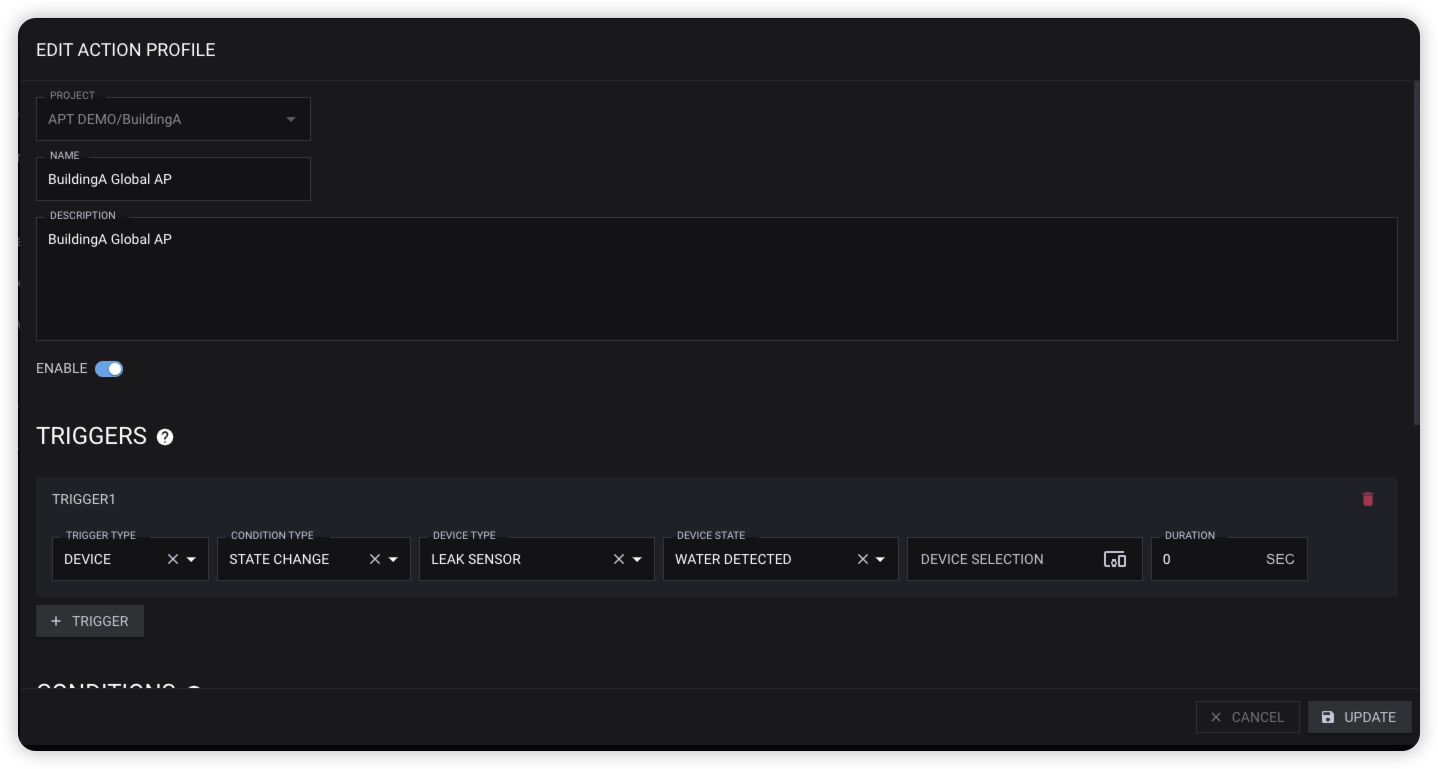 EDIT ACTION PROFILE
PROJECT
APT DEMO/BuildingA
NAME
BuildingA Global AP
DESCRIPTION
BuildingA Global AP
ENABLE
TRIGGERS ?
TRIGGER1
TRIGGER TYPE CONDITION TYPE DEVICE TYPE DEVICE STATE DURATION
DEVICE STATE CHANGE LEAK SENSOR WATER DETECTED DEVICE SELECTION 0 SEC
+ TRIGGER
CONDITIONS
CANCEL UPDATE